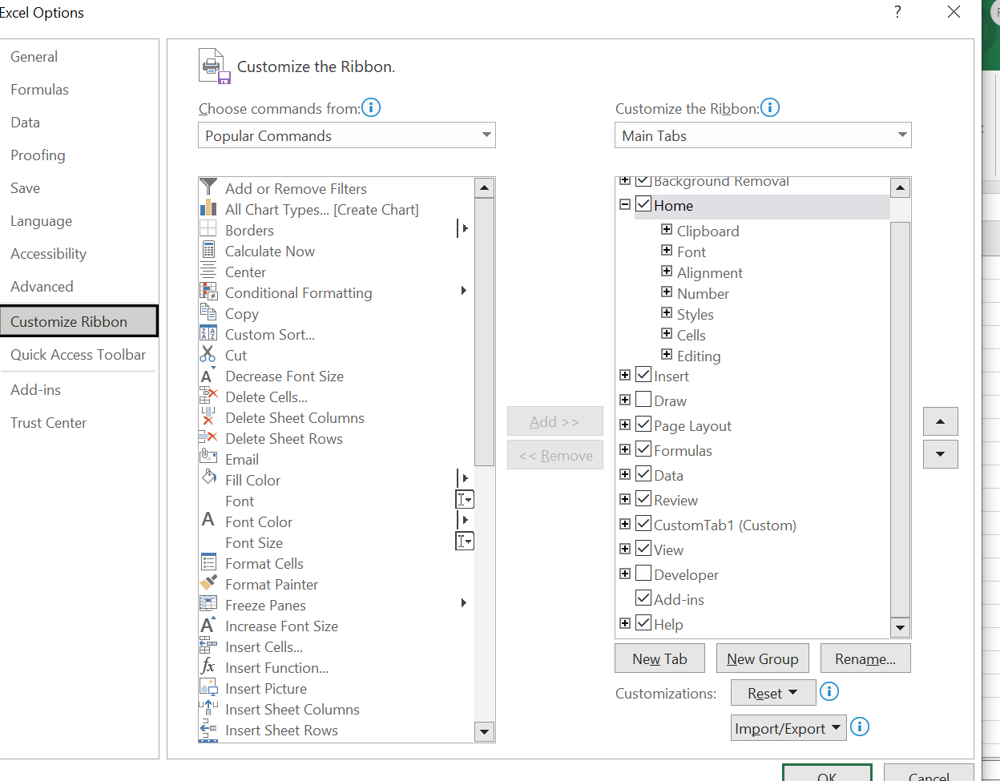 Excel Options
?
General
Formulas
Data
Proofing
Save
Language
Accessibility
Advanced
Customize Ribbon
Quick Access Toolbar
Add-ins
Trust Center
Customize the Ribbon.
Choose commands from:
Popular Commands
Add or Remove Filters
All Chart Types... [Create Chart]
Borders
Calculate Now
Center
Conditional Formatting
Copy
Custom Sort...
Cut
Decrease Font Size
Delete Cells...
Delete Sheet Columns
Delete Sheet Rows
Email
Fill Color
Font
Font Color
Font Size
Format Cells
Format Painter
Freeze Panes
Increase Font Size
Insert Cells...
Insert Function...
Insert Picture
Insert Sheet Columns
Insert Sheet Rows
Add >>
<< Remove
Customize the Ribbon:
Main Tabs
Background Removal
Home
Clipboard
Font
Alignment
Number
Styles
Cells
Editing
Insert
Draw
Page Layout
Formulas
Data
Review
CustomTab1 (Custom)
View
Developer
Add-ins
Help
New Tab
New Group
Rename...
Customizations:
Reset
Import/Export
OK
Cancel